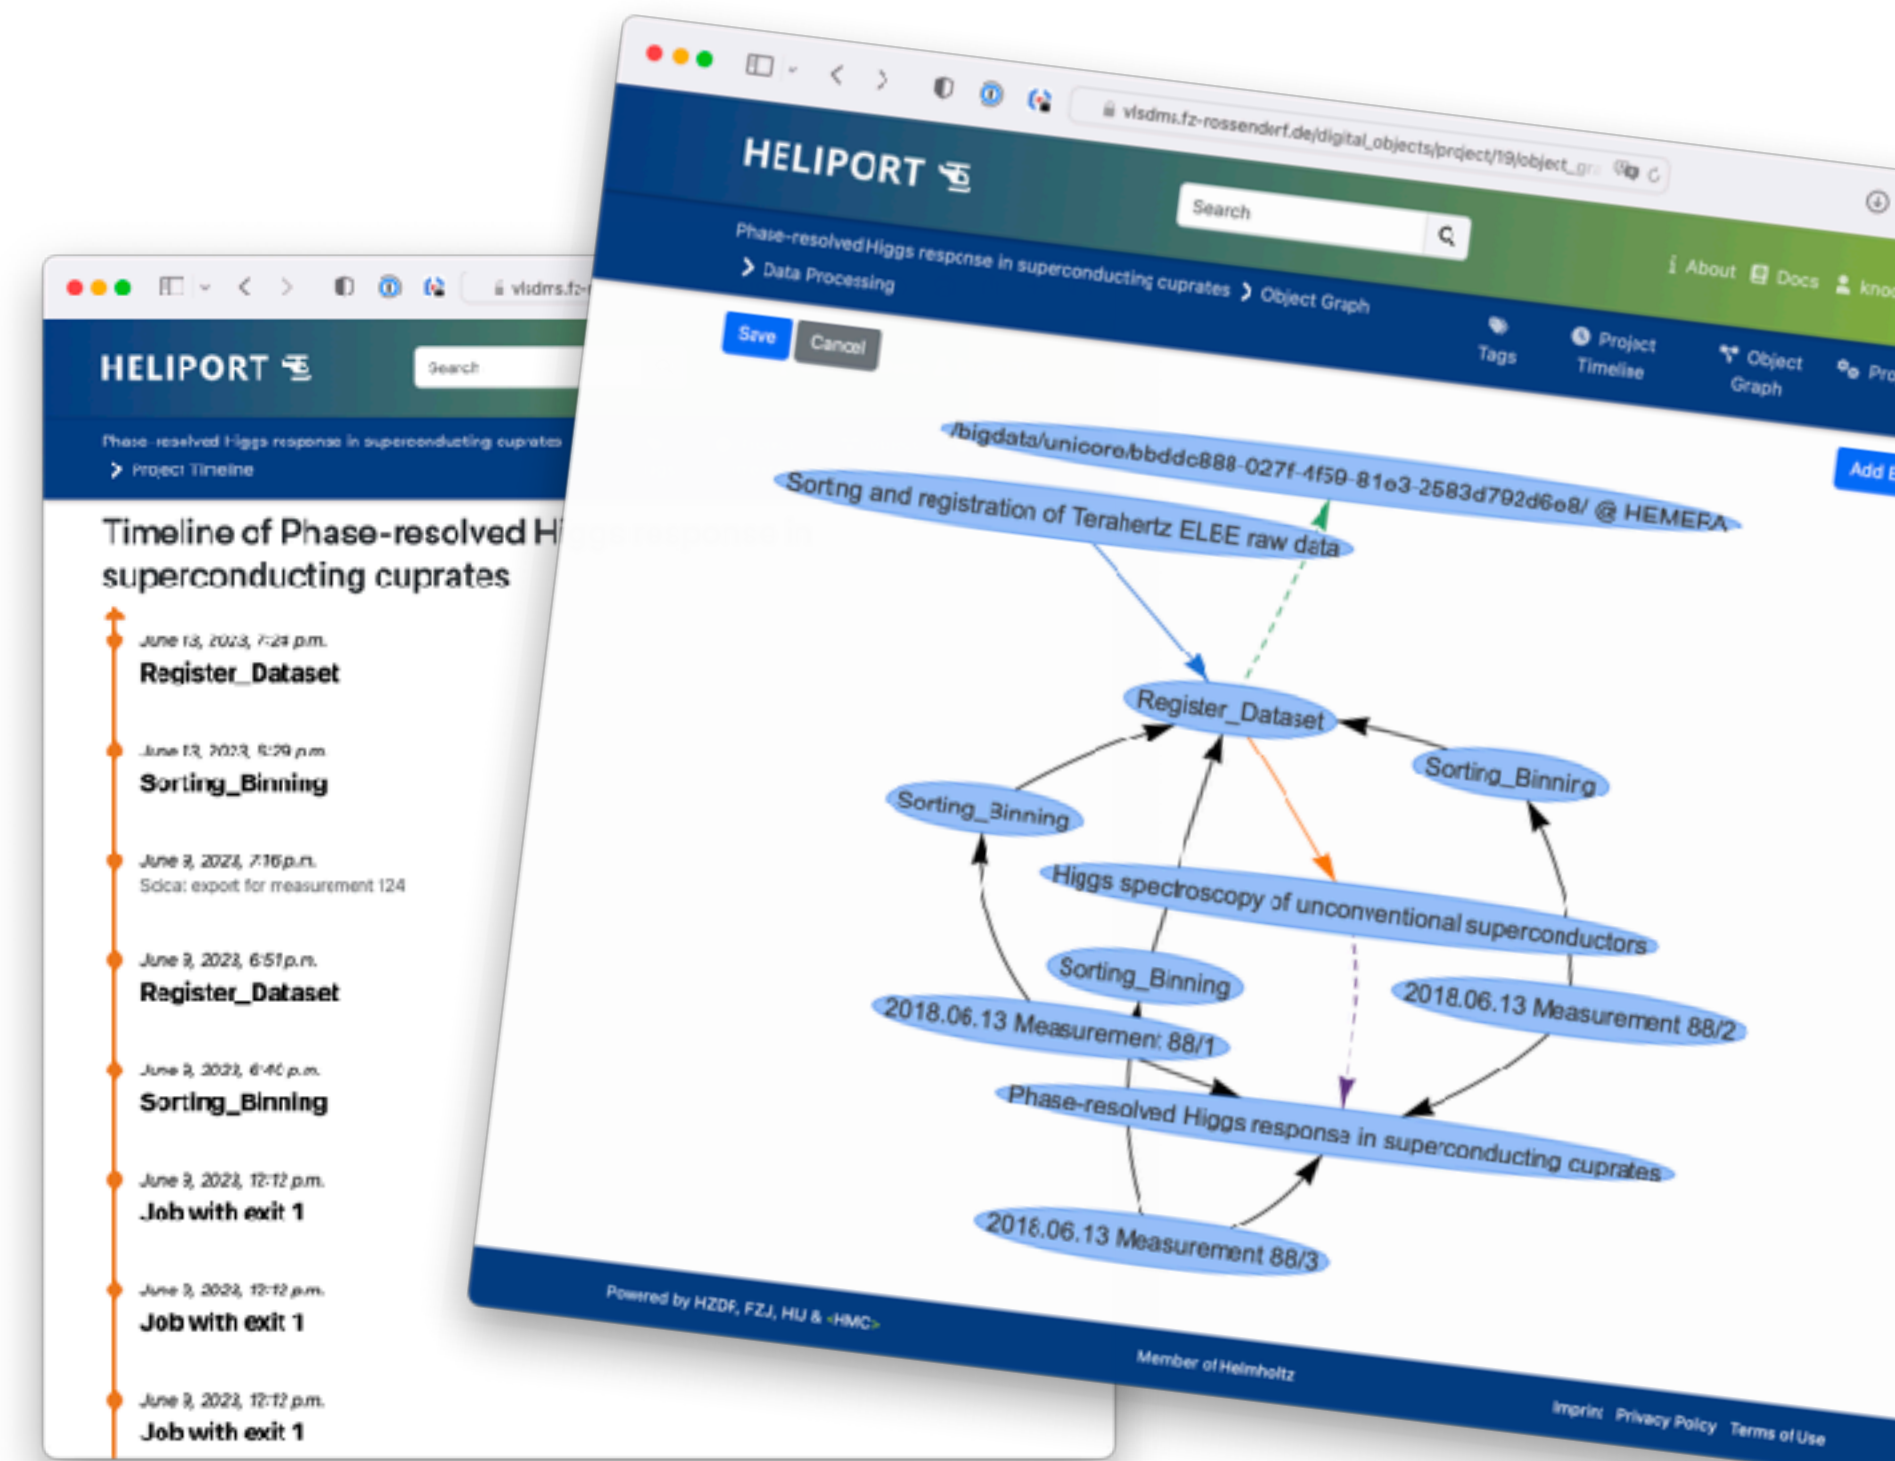 vlsdms.fz-
HELIPORT
Search
Phase-resolved Higgs response in superconducting cuprates
Project Timeline
Timeline of Phase-resolved H
superconducting cuprates
June 13, 2023, 7:24 p.m.
Register_Dataset
June 13, 2023, 5:29 p.m.
Sorting_Binning
June 9, 2023, 7:16 p.m.
Scicat export for measurement 124
June 9, 2023, 6:51 p.m.
Register_Dataset
June 9, 2023, p.m.
Sorting_Binning
June 9, 2023, 12:12 p.m.
Job with exit 1
June 9, 2023, 12:12 p.m.
Job with exit 1
June 9, 2023, 12:12 p.m.
Job with exit 1
vlsdms.fz-rossendorf.de/digital_objects/project/19/object_gra
HELIPORT
Search
About Docs
Phase-resolved Higgs response in superconducting cuprates Object Graph
Data Processing
Tags
Project
Timeline
Object
Graph
Pro
Save Cancel
Add E
/bigdata/unicore/bbddc888-027f-4f59-81e3-2583d792d6e8/ @ HEMERA
Sorting and registration of Terahertz ELBE raw data
Register_Dataset
Sorting_Binning
Sorting_Binning
Higgs spectroscopy of unconventional superconductors
Sorting_Binning
2018.06.13 Measurement 88/2
2018.06.13 Measurement 88/1
Phase-resolved Higgs response in superconducting cuprates
2018.06.13 Measurement 88/3
Powered by HZDR, FZJ, HU & <HMC>
Member of Helmholtz
Imprint Privacy Policy Terms of Use